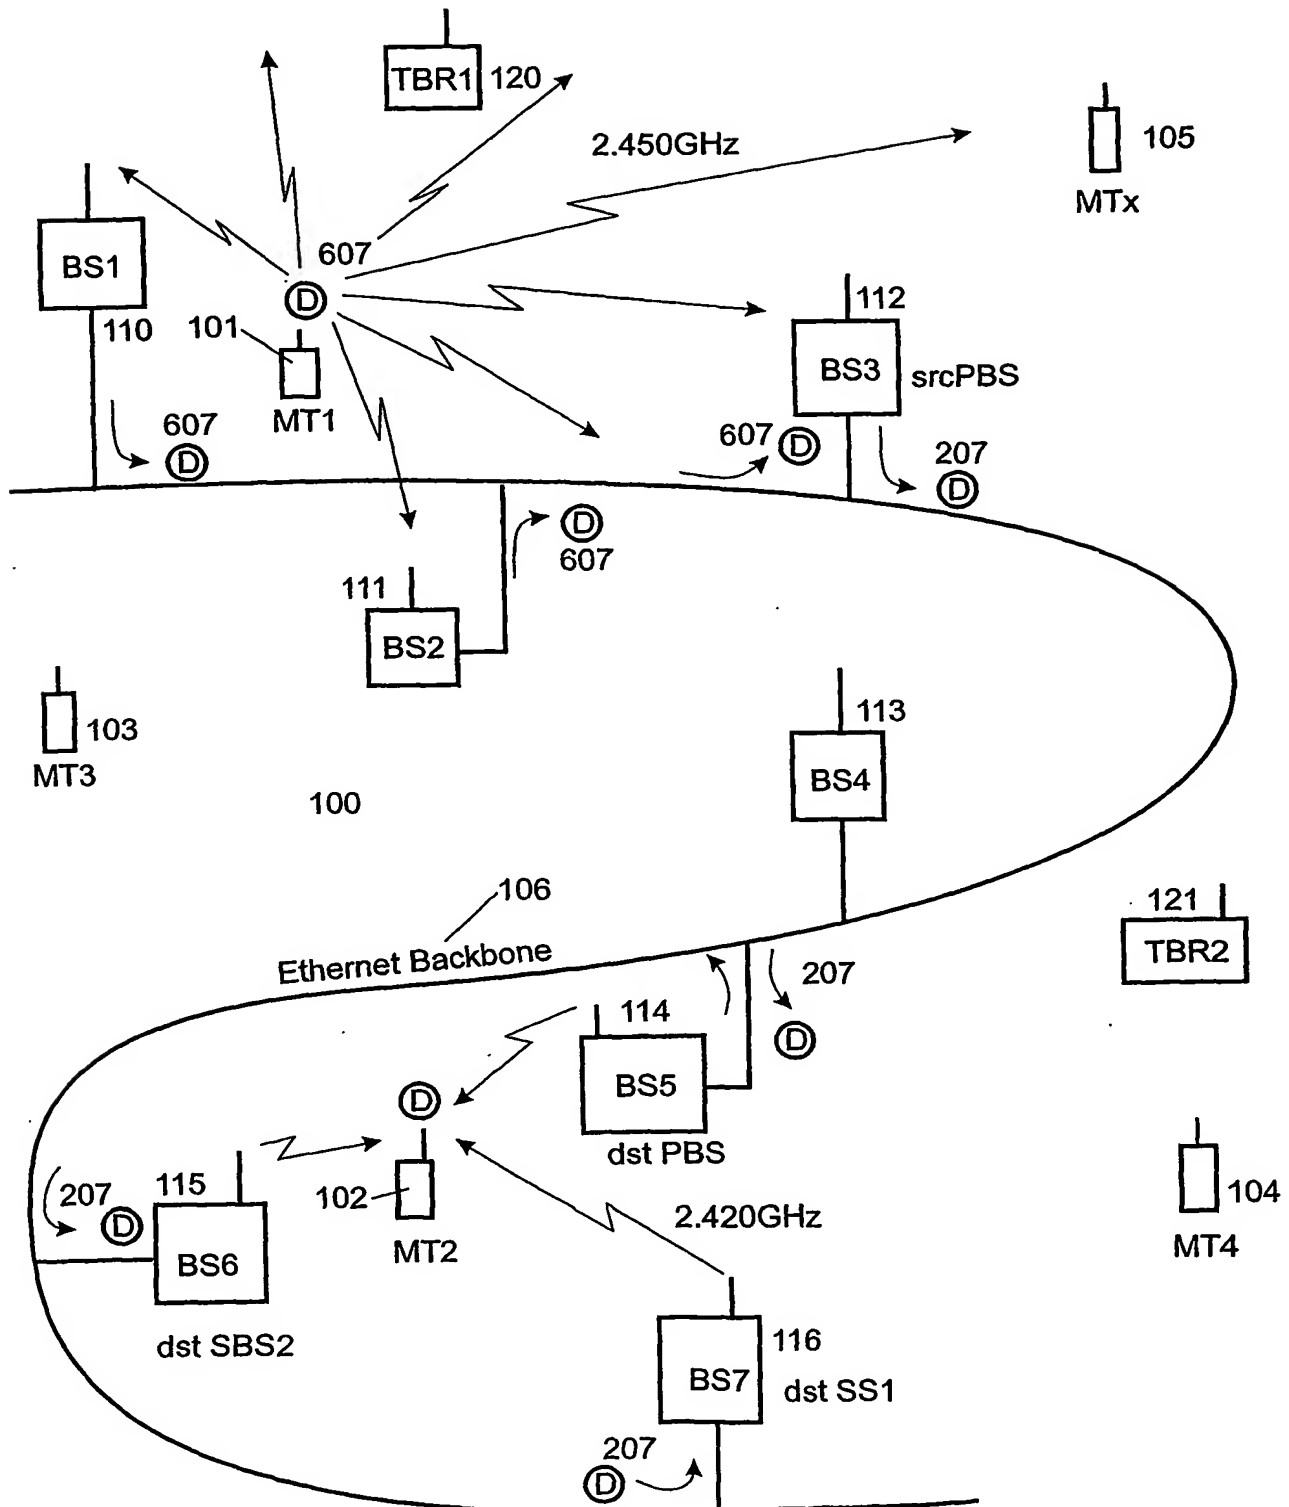 TBR1 120
2.450GHz
105
MTx
BS1
607
D
112
110
101
BS3
srcPBS
MT1
607
D
607
D
207
D
D
607
111
BS2
113
103
MT3
BS4
100
106
121
Ethernet Backbone
TBR2
207
114
D
BS5
D
dst PBS
207
115
D
102
104
2.420GHz
MT2
MT4
BS6
dst SBS2
116
BS7
dst SS1
207
D